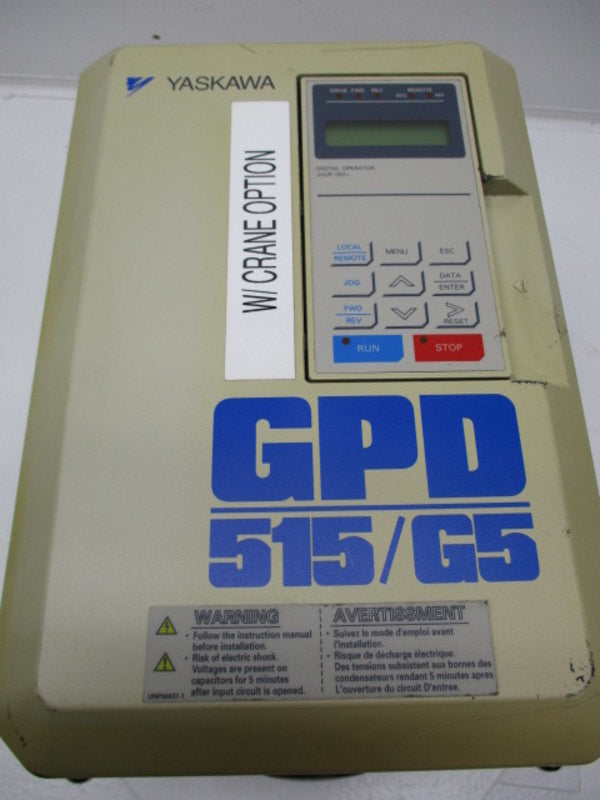 YASKAWA
W/ CRANE OPTION
DRIVE FWD REV REMOTE
SEQ REF
DIGITAL OPERATOR
JVOP-130U
LOCAL
REMOTE
MENU
ESC
JOG
DATA
ENTER
FWD
REV
RESET
RUN
STOP
GPD
515/G5
WARNING
• Follow the instruction manual
before installation.
• Risk of electric shock.
Voltages are present on
capacitors for 5 minutes
after input circuit is opened.
AVERTISSMENT
• Suivez le mode d'emploi avant
l'installation.
• Risque de décharge électrique.
Des tensions subsistent aux bornes des
condensateurs rendant 5 minutes apres
L'ouverture du circuit D'entree.